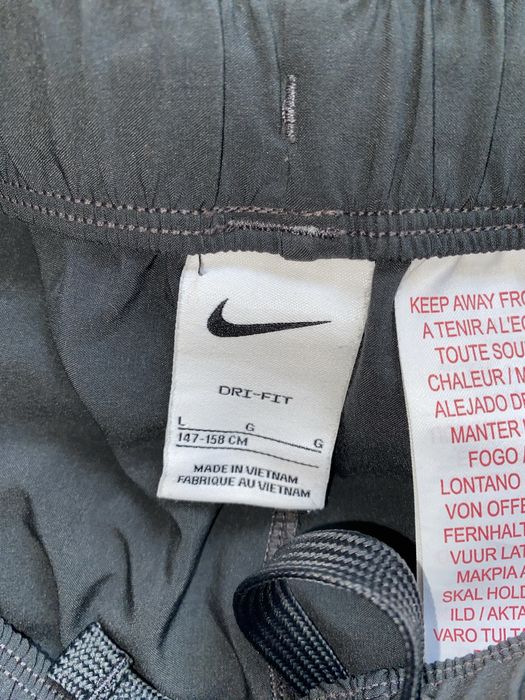 DRI-FIT
L G G
147-158 CM
MADE IN VIETNAM
FABRIQUE AU VIETNAM
KEEP AWAY FRO
A TENIR A L'EC
TOUTE SOU
CHALEUR / M
ALEJADO DE
MANTER
FOGO /
LONTANO
VON OFFE
FERNHALT
VUUR LAT
MAKPIA A
SKAL HOLD
ILD / AKTA
VARO TULT